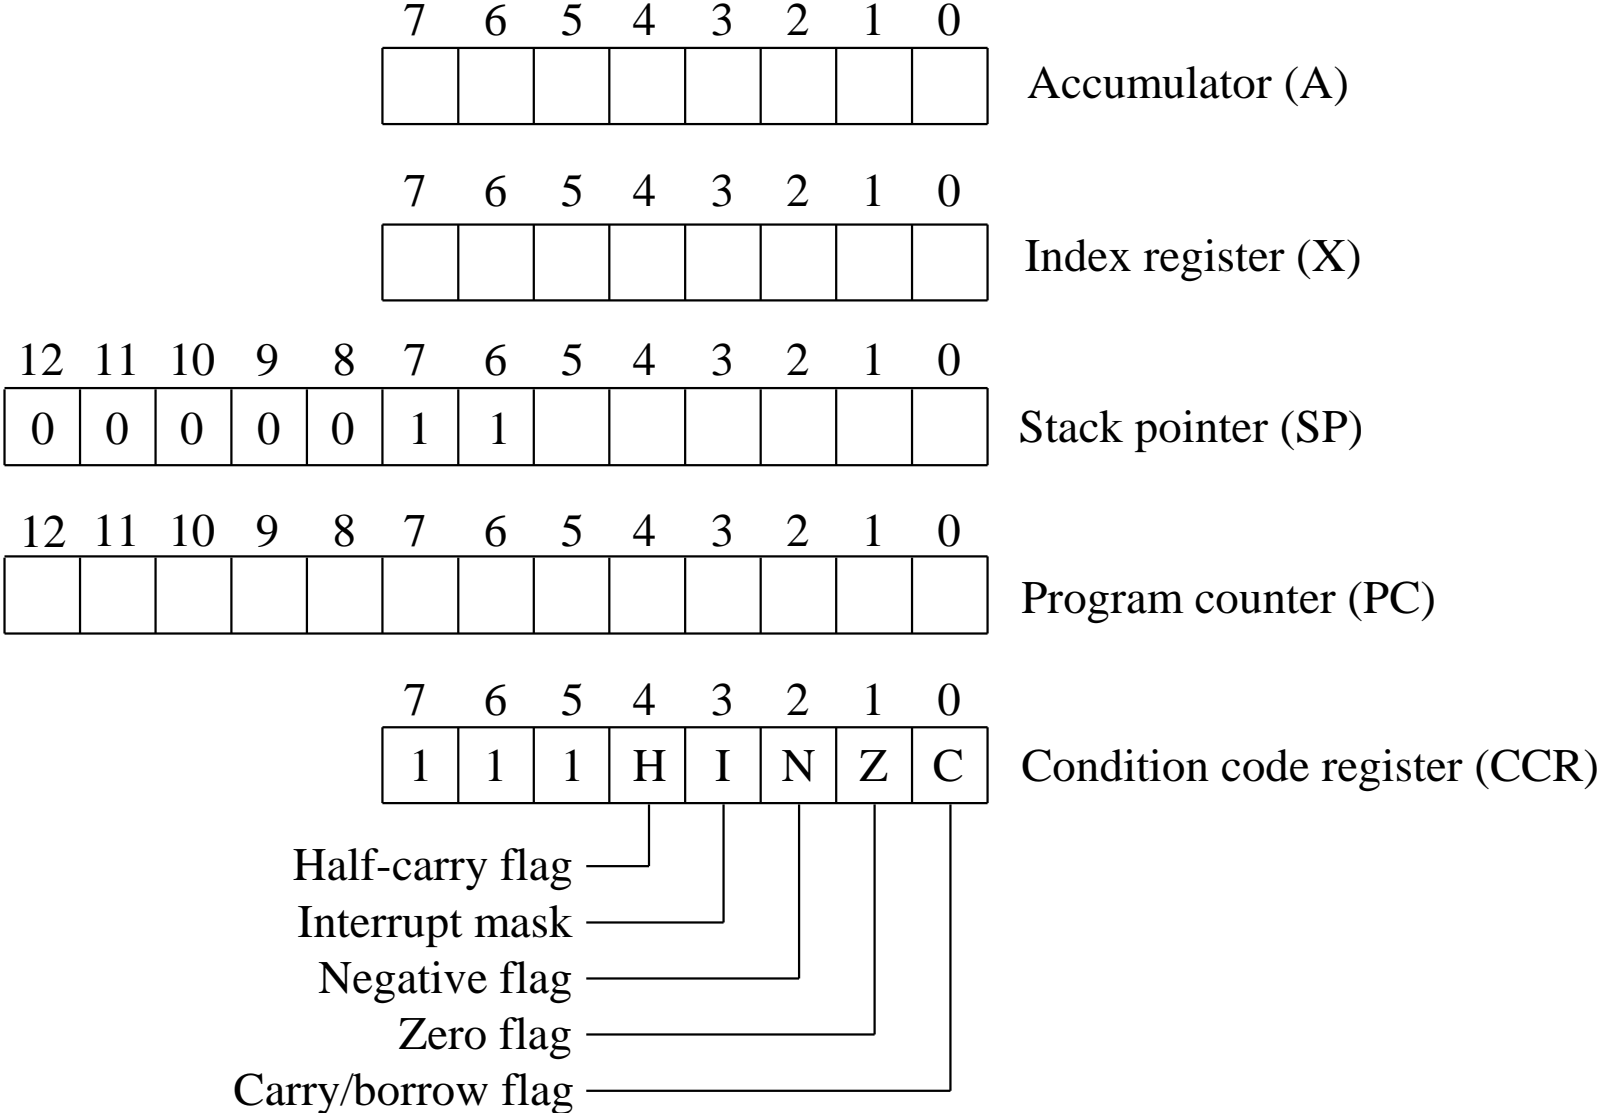 7 6 5 4 3 2 1 0
Accumulator (A)
7 6 5 4 3 2 1 0
Index register (X)
12 11 10 9 8 7 6 5 4 3 2 1 0
0 0 0 0 0 1 1 Stack pointer (SP)
12 11 10 9 8 7 6 5 4 3 2 1 0
Program counter (PC)
7 6 5 4 3 2 1 0
1 1 1 H I N Z C Condition code register (CCR)
Half-carry flag
Interrupt mask
Negative flag
Zero flag
Carry/borrow flag